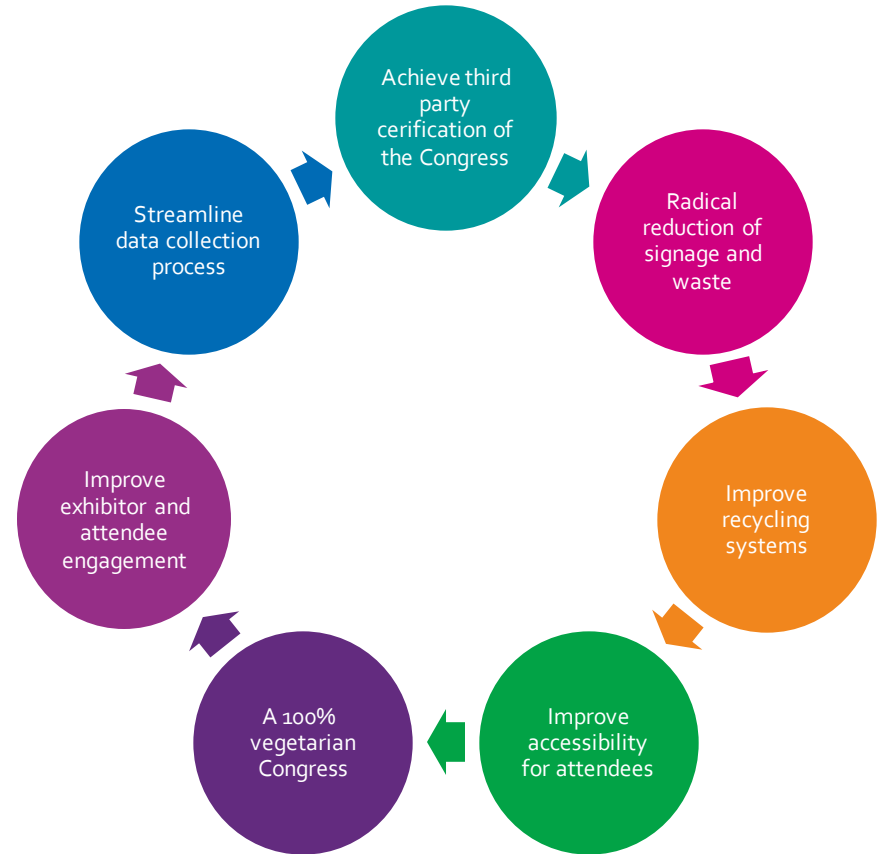 Achieve third
party
cerification of
the Congress
Radical
reduction of
signage and
waste
Improve
recycling
systems
Improve
accessibility
for attendees
A 100%
vegetarian
Congress
Improve
exhibitor and
attendee
engagement
Streamline
data collection
process